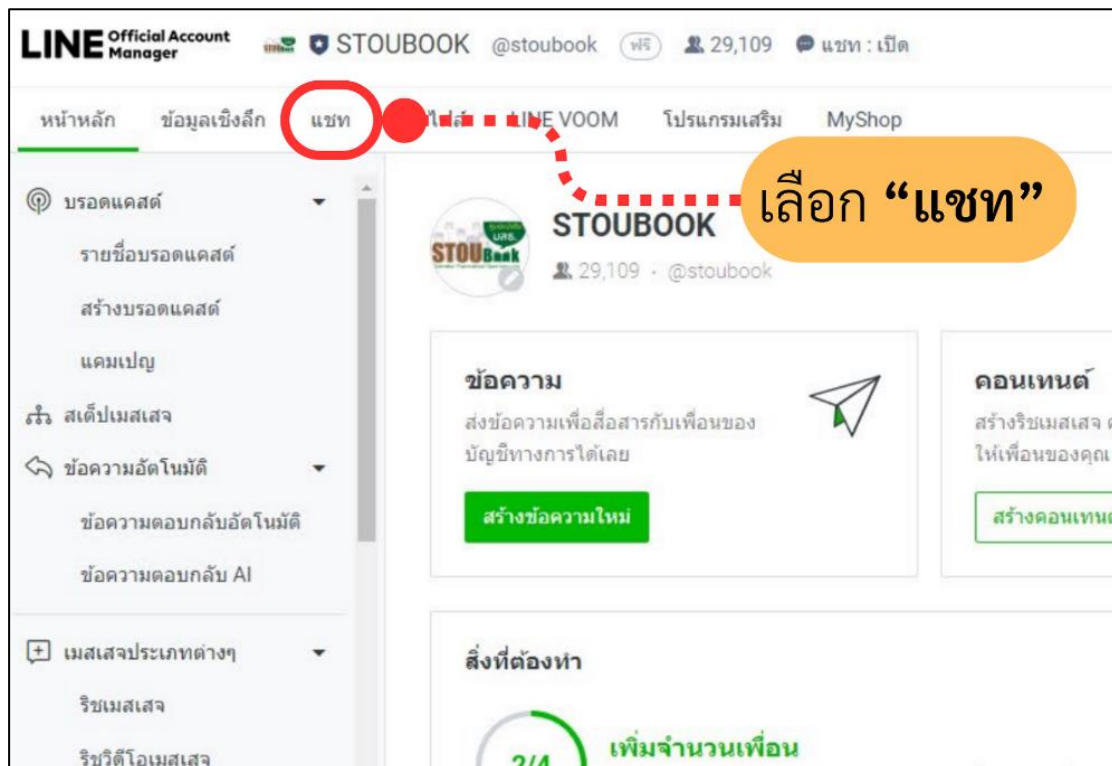 LINE Official Account Manager STOUBOOK @stoubook ฟรี 29,109 แชท : เปิด
หน้าหลัก ข้อมูลเชิงลึก แชท LINE VOOM โปรแกรมเสริม MyShop
เลือก “แชท”
บรอดแคสต์
รายชื่อบรอดแคสต์
สร้างบรอดแคสต์
แคมเปญ
สเต็ปเมสเสจ
ข้อความอัตโนมัติ
ข้อความตอบกลับอัตโนมัติ
ข้อความตอบกลับ AI
เมสเสจประเภทต่างๆ
ริชเมสเสจ
ริชวิดีโอเมสเสจ
มสธ.
STOUBook
STOUBOOK
29,109 · @stoubook
ข้อความ
ส่งข้อความเพื่อสื่อสารกับเพื่อนของ
บัญชีทางการได้เลย
สร้างข้อความใหม่
คอนเทนต์
สร้างริชเมสเสจ
ให้เพื่อนของคุณ
สร้างคอนเทนต์
สิ่งที่ต้องทำ
2/4
เพิ่มจำนวนเพื่อน